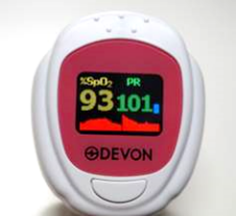 %SpO₂ PR
93 101
DEVON